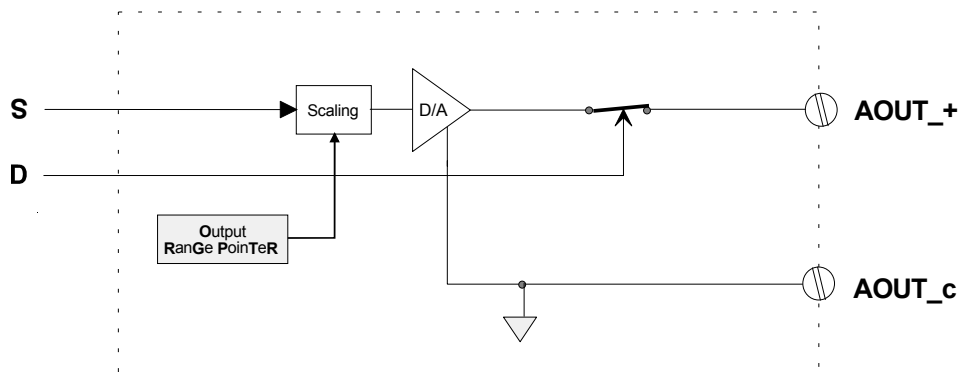 S
Scaling
D/A
AOUT_+
D
Output
RanGe PoinTeR
AOUT_c